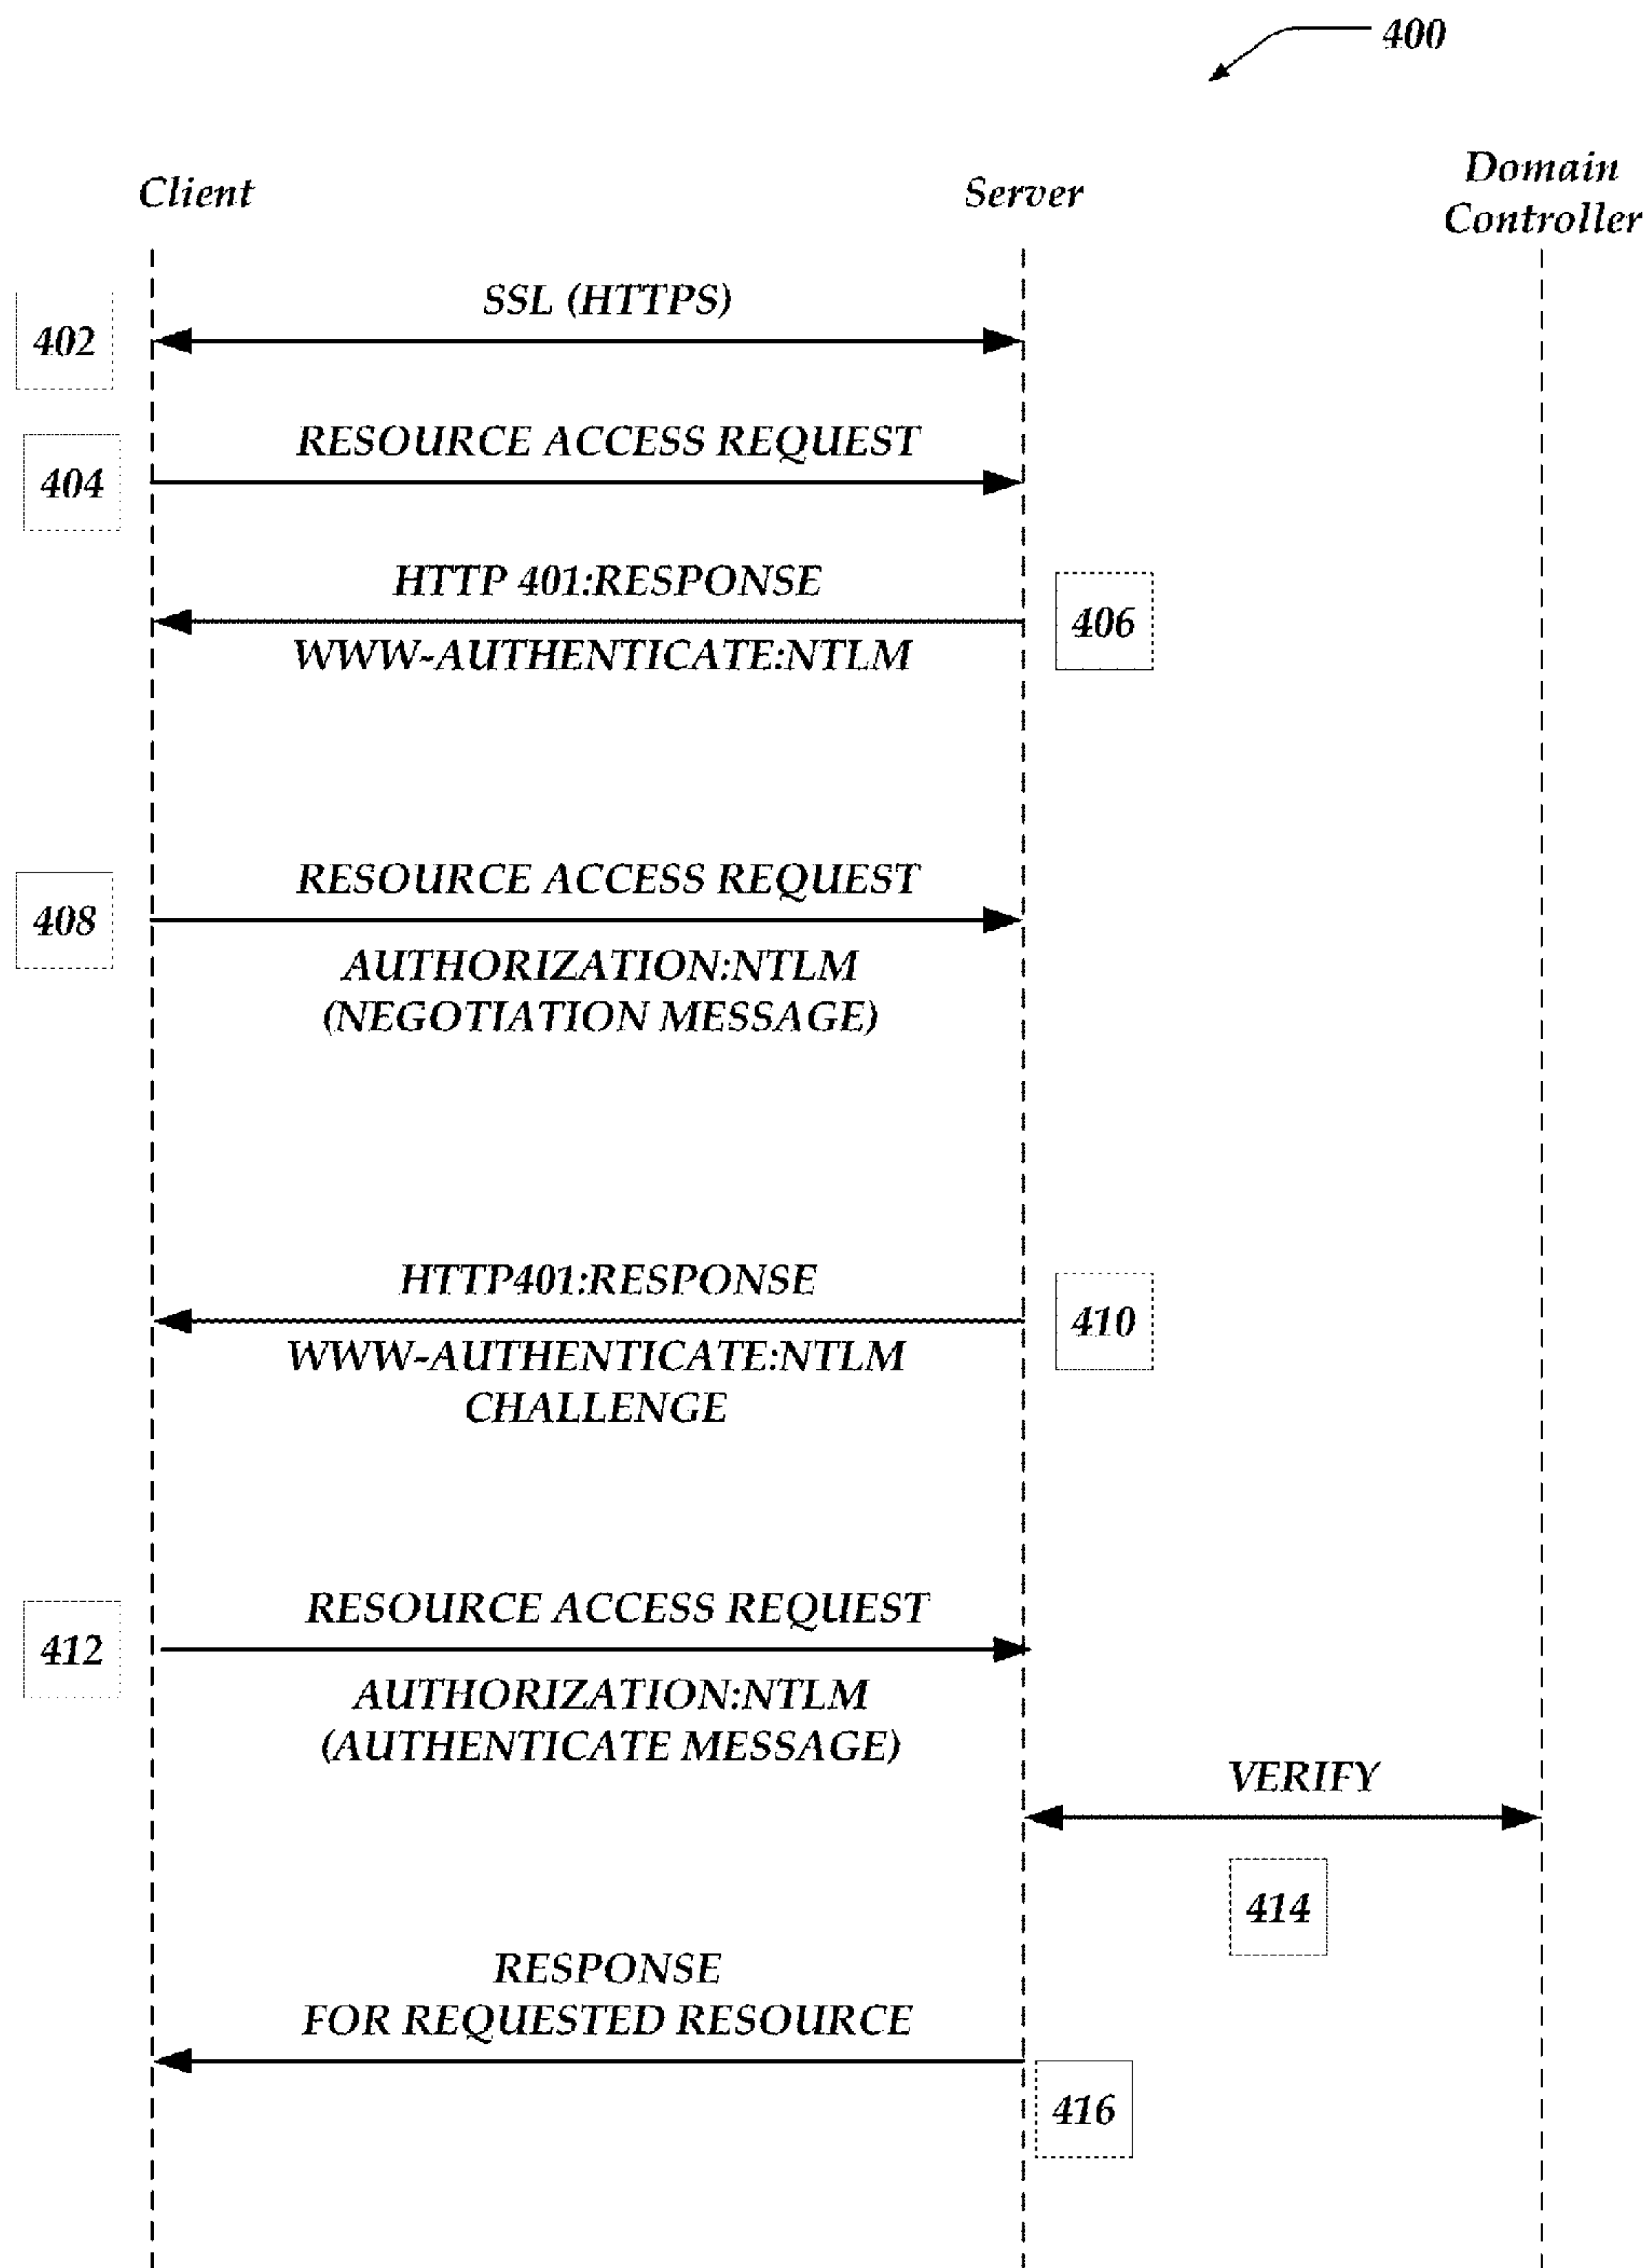 400
Client
Server
Domain
Controller
SSL (HTTPS)
402
RESOURCE ACCESS REQUEST
404
HTTP 401:RESPONSE
406
WWW-AUTHENTICATE:NTLM
RESOURCE ACCESS REQUEST
408
AUTHORIZATION:NTLM
(NEGOTIATION MESSAGE)
HTTP401:RESPONSE
410
WWW-AUTHENTICATE:NTLM
CHALLENGE
RESOURCE ACCESS REQUEST
412
AUTHORIZATION:NTLM
(AUTHENTICATE MESSAGE)
VERIFY
414
RESPONSE
FOR REQUESTED RESOURCE
416